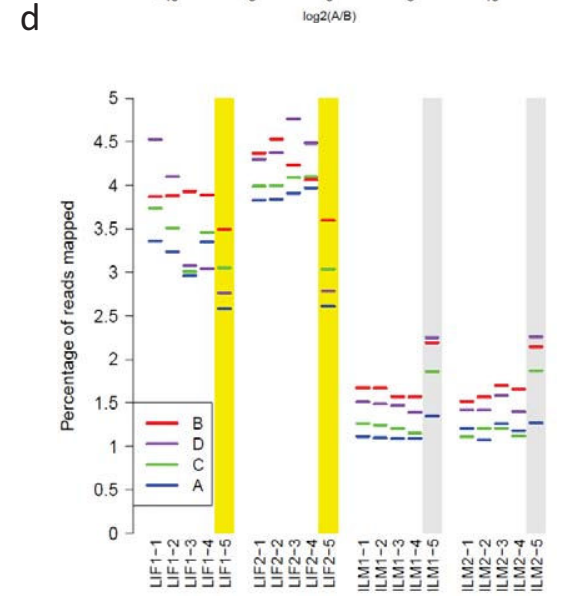 d
log2(A/B)
Percentage of reads mapped
5
4.5
4
3.5
3
2.5
2
1.5
1
0.5
0
B
D
C
A
LIF1-1
LIF1-2
LIF1-3
LIF1-4
LIF1-5
LIF2-1
LIF2-2
LIF2-3
LIF2-4
LIF2-5
ILM1-1
ILM1-2
ILM1-3
ILM1-4
ILM1-5
ILM2-1
ILM2-2
ILM2-3
ILM2-4
ILM2-5